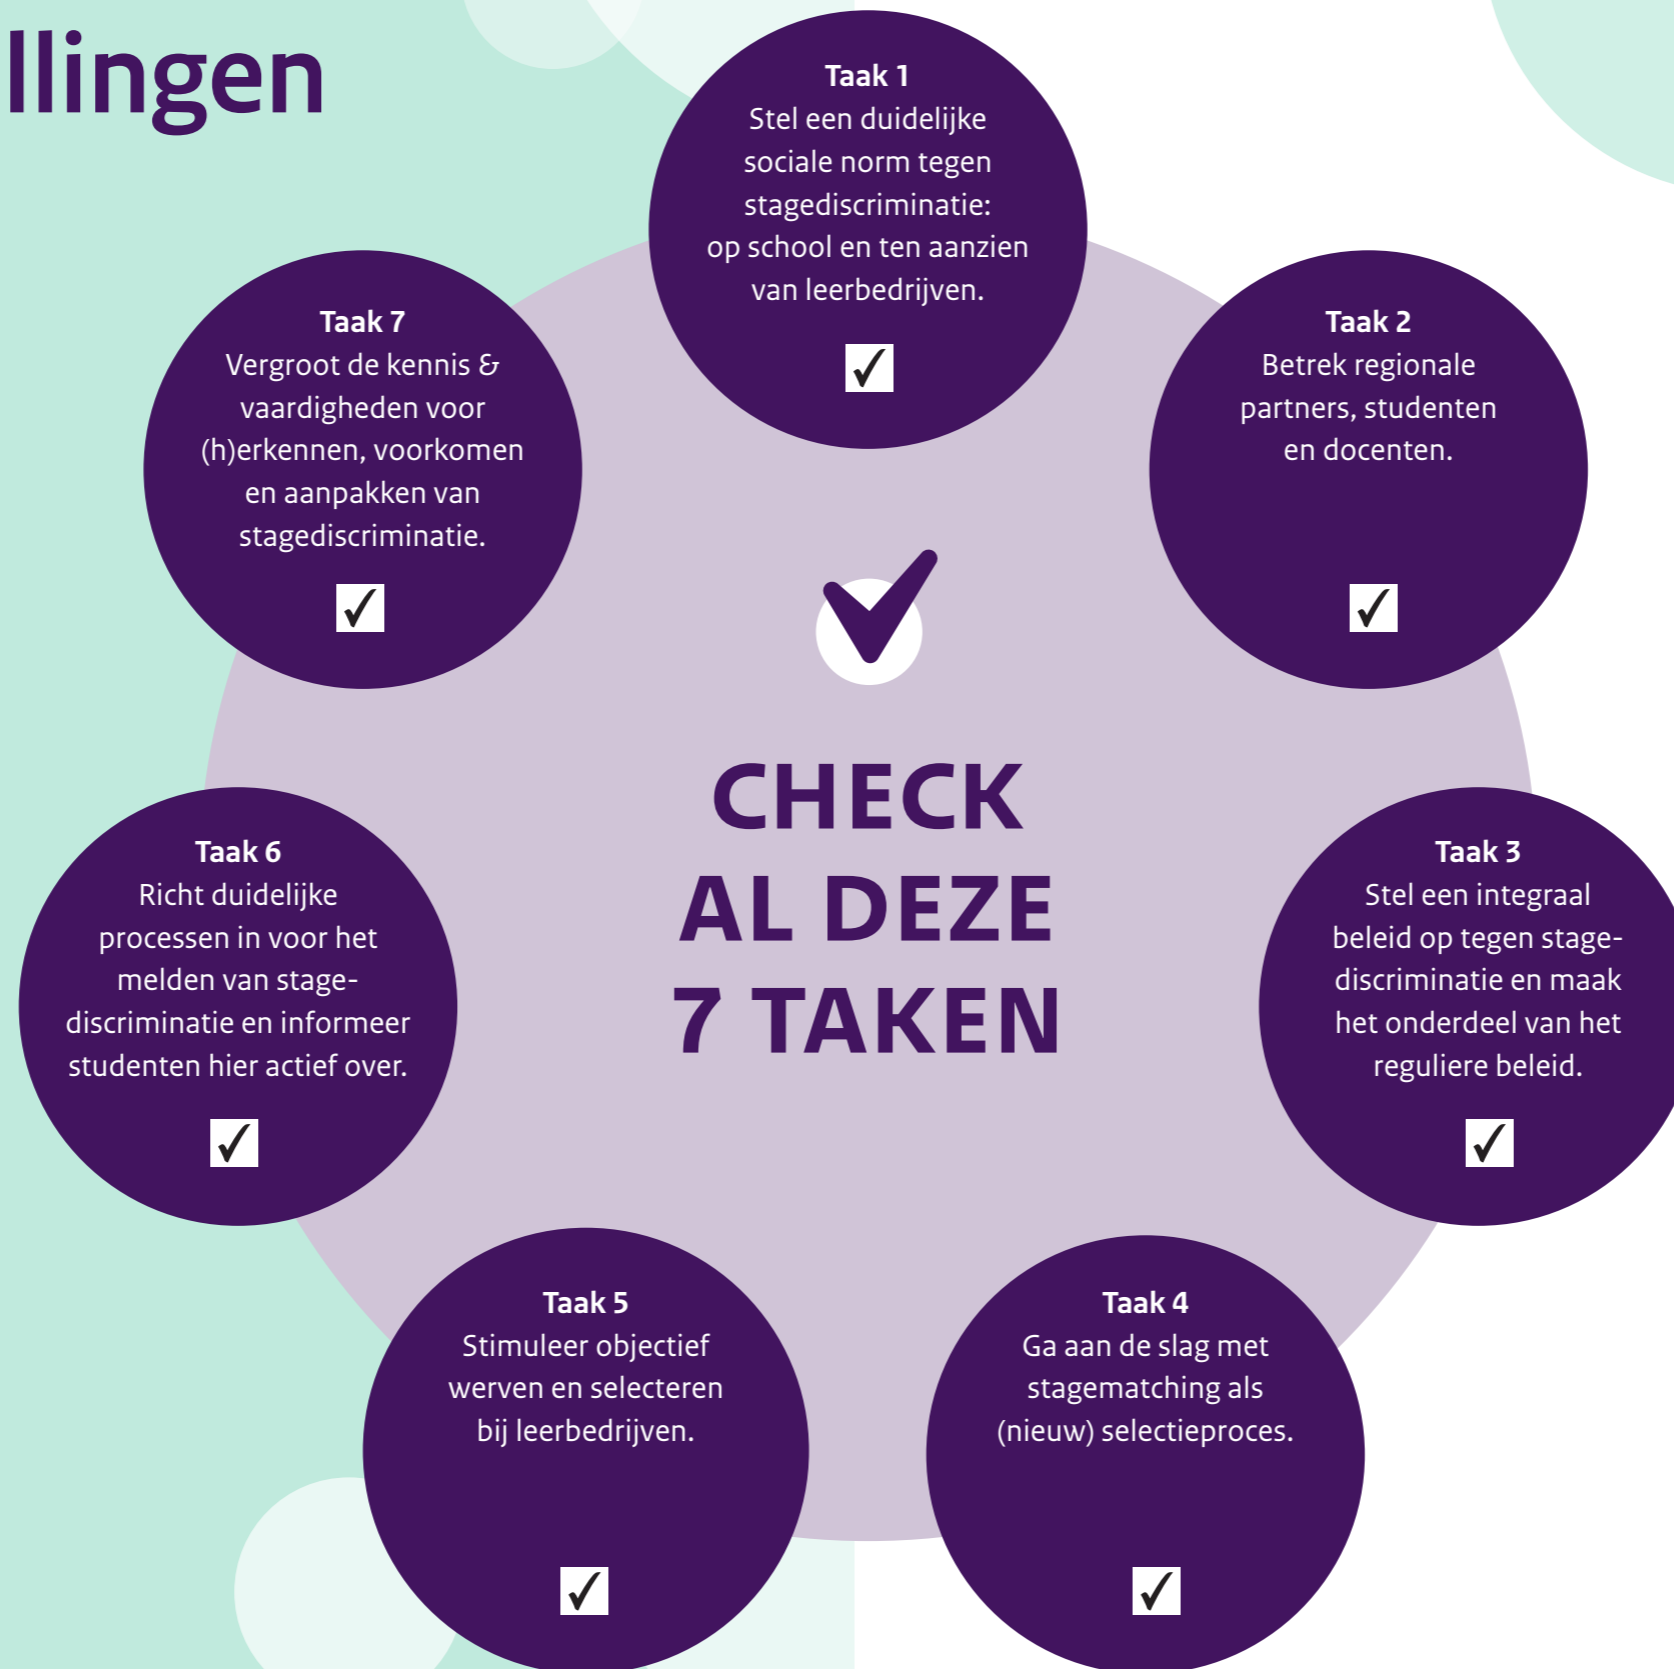 llingen
Taak 1
Stel een duidelijke
sociale norm tegen
stagediscriminatie:
op school en ten aanzien
van leerbedrijven.
Taak 2
Betrek regionale
partners, studenten
en docenten.
Taak 3
Stel een integraal
beleid op tegen stage-
discriminatie en maak
het onderdeel van het
reguliere beleid.
Taak 4
Ga aan de slag met
stagematching als
(nieuw) selectieproces.
Taak 5
Stimuleer objectief
werven en selecteren
bij leerbedrijven.
Taak 6
Richt duidelijke
processen in voor het
melden van stage-
discriminatie en informeer
studenten hier actief over.
Taak 7
Vergroot de kennis &
vaardigheden voor
(h)erkennen, voorkomen
en aanpakken van
stagediscriminatie.
CHECK
AL DEZE
7 TAKEN